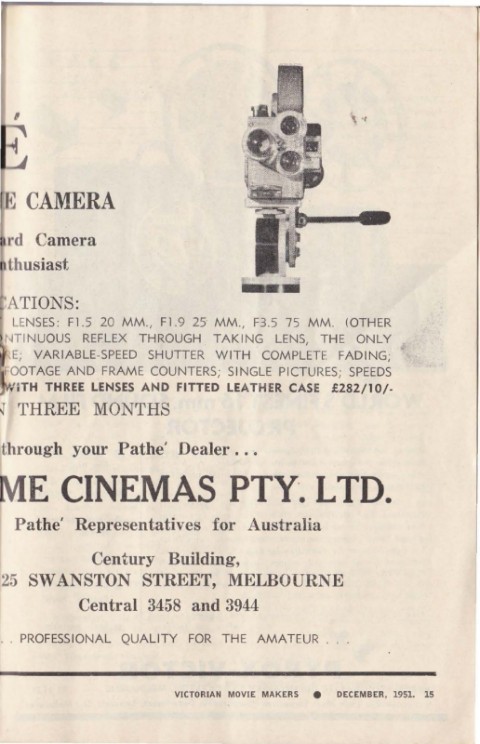 É
E CAMERA
ard Camera
nthusiast
CATIONS:
LENSES: F1.5 20 MM., F1.9 25 MM., F3.5 75 MM. (OTHER
NTINUOUS REFLEX THROUGH TAKING LENS, THE ONLY
RE; VARIABLE-SPEED SHUTTER WITH COMPLETE FADING;
FOOTAGE AND FRAME COUNTERS; SINGLE PICTURES; SPEEDS
WITH THREE LENSES AND FITTED LEATHER CASE £282/10/-
N THREE MONTHS
through your Pathe' Dealer . . .
ME CINEMAS PTY. LTD.
Pathe' Representatives for Australia
Century Building,
25 SWANSTON STREET, MELBOURNE
Central 3458 and 3944
. . PROFESSIONAL QUALITY FOR THE AMATEUR . . .
VICTORIAN MOVIE MAKERS ● DECEMBER, 1951. 15